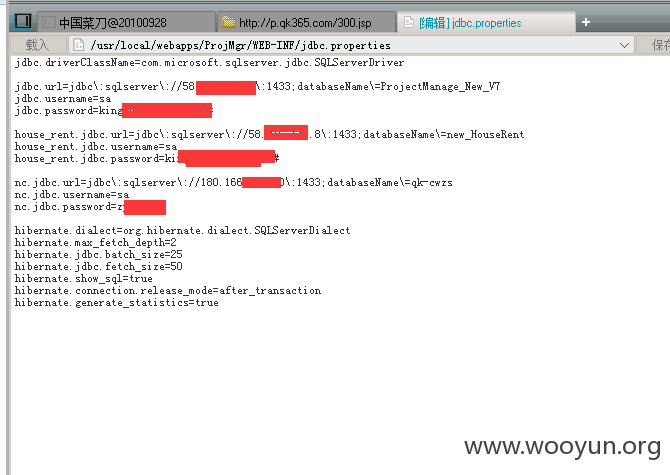 中国菜刀@20100928
http://p.qk365.com/300.jsp
[编辑] jdbc.properties
+
载入
/usr/local/webapps/ProjMgr/WEB-INF/jdbc.properties
保存
jdbc.driverClassName=com.microsoft.sqlserver.jdbc.SQLServerDriver
jdbc.url=jdbc\:sqlserver\://58 \:1433;databaseName\=ProjectManage_New_V7
jdbc.username=sa
jdbc.password=king
house_rent.jdbc.url=jdbc\:sqlserver\://58. .8\:1433;databaseName\=new_HouseRent
house_rent.jdbc.username=sa
house_rent.jdbc.password=ki #
nc.jdbc.url=jdbc\:sqlserver\://180.166 0\:1433;databaseName\=qk-cwzs
nc.jdbc.username=sa
nc.jdbc.password=z
hibernate.dialect=org.hibernate.dialect.SQLServerDialect
hibernate.max_fetch_depth=2
hibernate.jdbc.batch_size=25
hibernate.jdbc.fetch_size=50
hibernate.show_sql=true
hibernate.connection.release_mode=after_transaction
hibernate.generate_statistics=true
www.wooyun.org